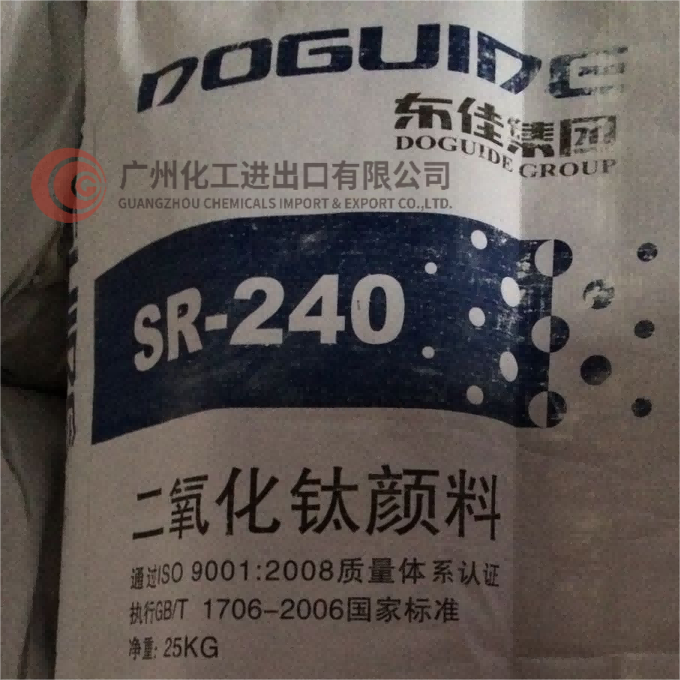 DOGUIDE
东佳集团
DOGUIDE GROUP
广州化工进出口有限公司
GUANGZHOU CHEMICALS IMPORT & EXPORT CO.,LTD.
SR-240
二氧化钛颜料
通过ISO 9001:2008质量体系认证
执行GB/T 1706-2006国家标准
净重: 25KG